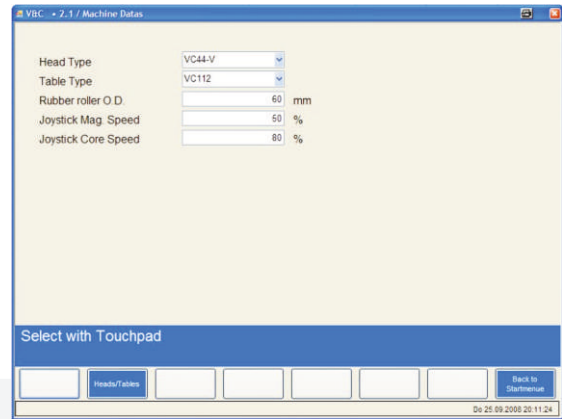 V&C • 2.1 / Machine Datas
Head Type VC44-V
Table Type VC112
Rubber roller O.D. 60 mm
Joystick Mag. Speed 50 %
Joystick Core Speed 80 %
Select with Touchpad
Heads/Tables
Back to
Startmenue
Do 25.09.2008 20:11:24